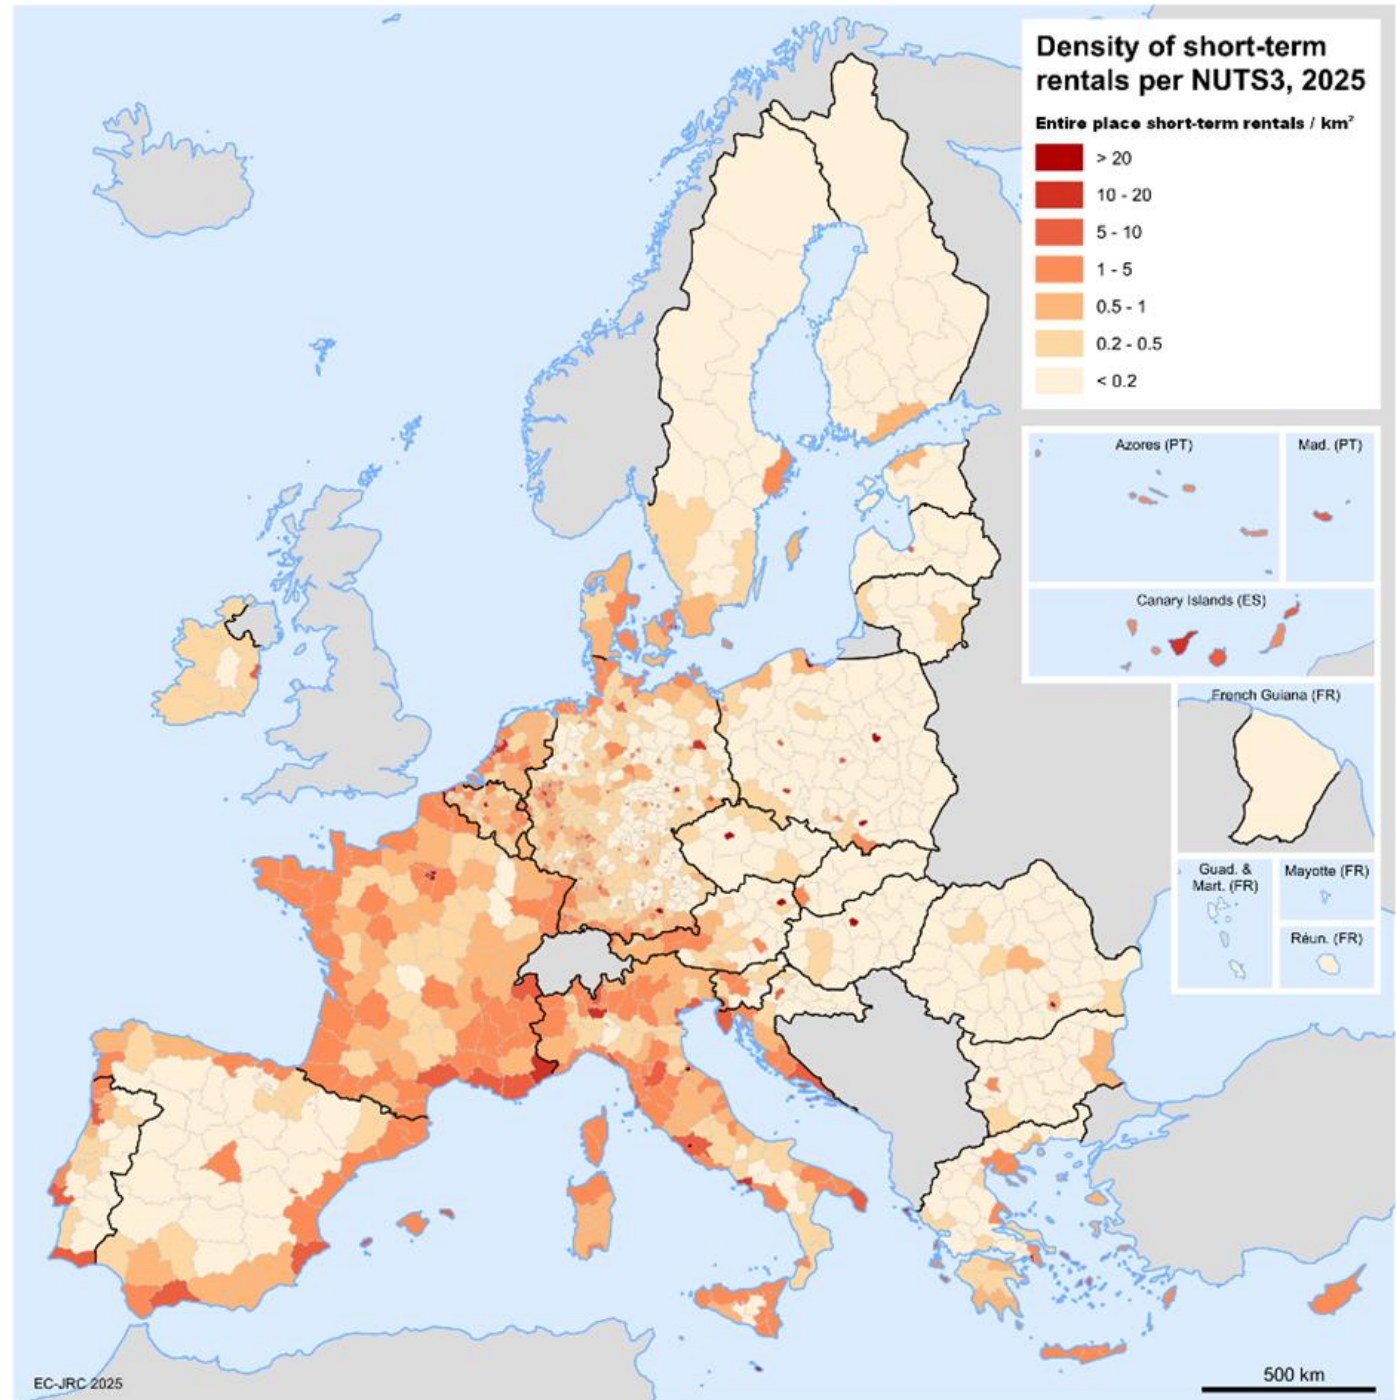 Density of short-term
rentals per NUTS3, 2025
Entire place short-term rentals / km²
> 20
10 - 20
5 - 10
1 - 5
0.5 - 1
0.2 - 0.5
< 0.2
Azores (PT)
Mad. (PT)
Canary Islands (ES)
French Guiana (FR)
Guad. &
Mart. (FR)
Mayotte (FR)
Réun. (FR)
500 km
EC-JRC 2025